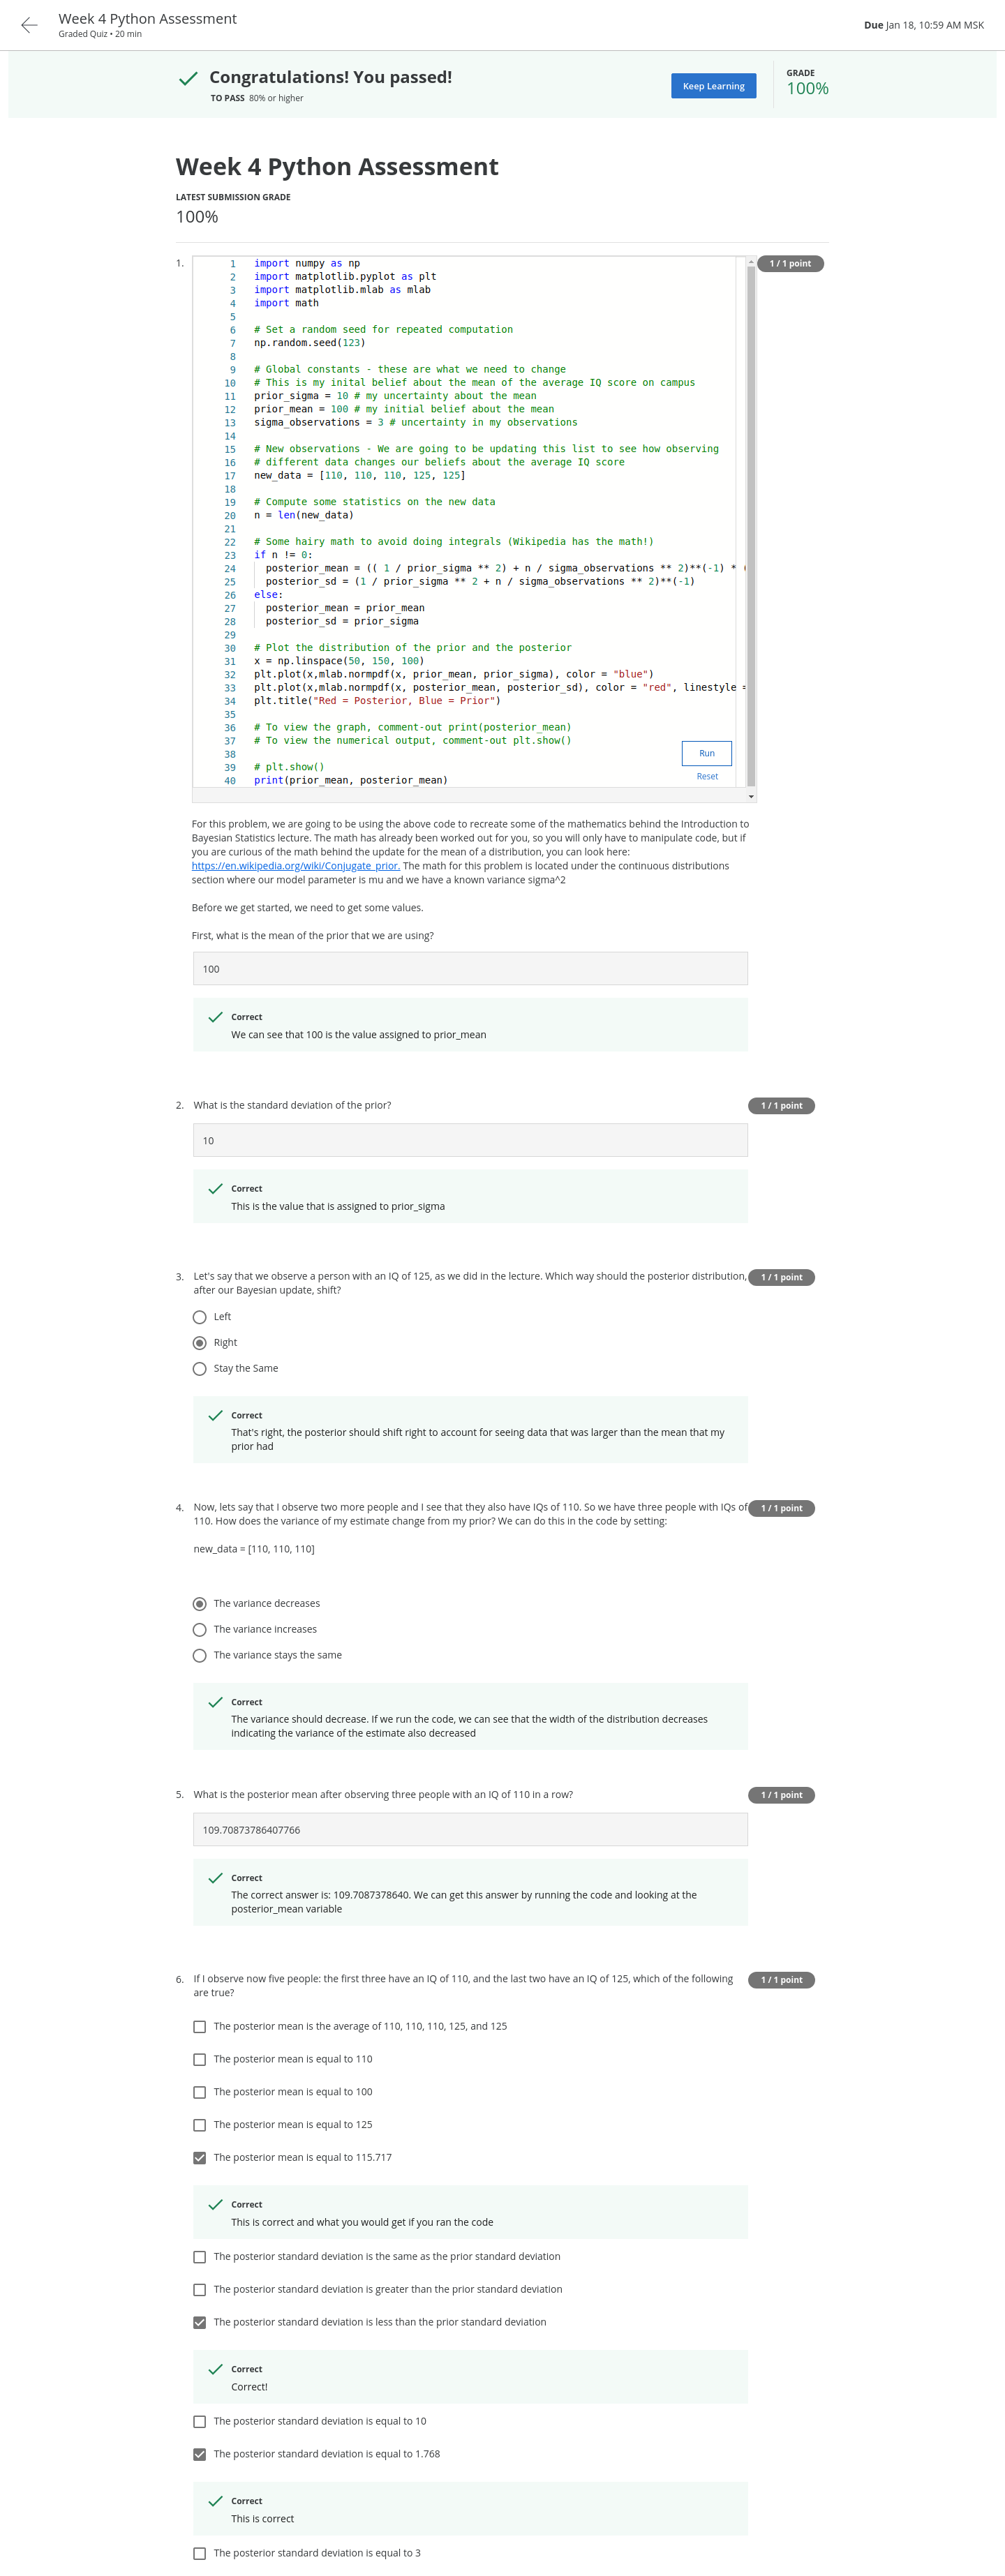 Week 4 Python Assessment
Graded Quiz • 20 min
Due Jan 18, 10:59 AM MSK
Congratulations! You passed!
TO PASS 80% or higher
Keep Learning
GRADE
100%
Week 4 Python Assessment
LATEST SUBMISSION GRADE
100%
1.
1 / 1 point
1 import numpy as np
2 import matplotlib.pyplot as plt
3 import matplotlib.mlab as mlab
4 import math
5
6 # Set a random seed for repeated computation
7 np.random.seed(123)
8
9 # Global constants - these are what we need to change
10 # This is my inital belief about the mean of the average IQ score on campus
11 prior_sigma = 10 # my uncertainty about the mean
12 prior_mean = 100 # my initial belief about the mean
13 sigma_observations = 3 # uncertainty in my observations
14
15 # New observations - We are going to be updating this list to see how observing
16 # different data changes our beliefs about the average IQ score
17 new_data = [110, 110, 110, 125, 125]
18
19 # Compute some statistics on the new data
20 n = len(new_data)
21
22 # Some hairy math to avoid doing integrals (Wikipedia has the math!)
23 if n != 0:
24 posterior_mean = (( 1 / prior_sigma ** 2) + n / sigma_observations ** 2)**(-1) * (
25 posterior_sd = (1 / prior_sigma ** 2 + n / sigma_observations ** 2)**(-1)
26 else:
27 posterior_mean = prior_mean
28 posterior_sd = prior_sigma
29
30 # Plot the distribution of the prior and the posterior
31 x = np.linspace(50, 150, 100)
32 plt.plot(x,mlab.normpdf(x, prior_mean, prior_sigma), color = "blue")
33 plt.plot(x,mlab.normpdf(x, posterior_mean, posterior_sd), color = "red", linestyle =
34 plt.title("Red = Posterior, Blue = Prior")
35
36 # To view the graph, comment-out print(posterior_mean)
37 # To view the numerical output, comment-out plt.show()
38
39 # plt.show()
40 print(prior_mean, posterior_mean)
Run
Reset
For this problem, we are going to be using the above code to recreate some of the mathematics behind the Introduction to
Bayesian Statistics lecture. The math has already been worked out for you, so you will only have to manipulate code, but if
you are curious of the math behind the update for the mean of a distribution, you can look here:
https://en.wikipedia.org/wiki/Conjugate_prior. The math for this problem is located under the continuous distributions
section where our model parameter is mu and we have a known variance sigma^2
Before we get started, we need to get some values.
First, what is the mean of the prior that we are using?
100
Correct
We can see that 100 is the value assigned to prior_mean
2. What is the standard deviation of the prior?
1 / 1 point
10
Correct
This is the value that is assigned to prior_sigma
3. Let's say that we observe a person with an IQ of 125, as we did in the lecture. Which way should the posterior distribution,
after our Bayesian update, shift?
1 / 1 point
Left
Right
Stay the Same
Correct
That's right, the posterior should shift right to account for seeing data that was larger than the mean that my
prior had
4. Now, lets say that I observe two more people and I see that they also have IQs of 110. So we have three people with IQs of
110. How does the variance of my estimate change from my prior? We can do this in the code by setting:
1 / 1 point
new_data = [110, 110, 110]
The variance decreases
The variance increases
The variance stays the same
Correct
The variance should decrease. If we run the code, we can see that the width of the distribution decreases
indicating the variance of the estimate also decreased
5. What is the posterior mean after observing three people with an IQ of 110 in a row?
1 / 1 point
109.70873786407766
Correct
The correct answer is: 109.7087378640. We can get this answer by running the code and looking at the
posterior_mean variable
6. If I observe now five people: the first three have an IQ of 110, and the last two have an IQ of 125, which of the following
are true?
1 / 1 point
The posterior mean is the average of 110, 110, 110, 125, and 125
The posterior mean is equal to 110
The posterior mean is equal to 100
The posterior mean is equal to 125
The posterior mean is equal to 115.717
Correct
This is correct and what you would get if you ran the code
The posterior standard deviation is the same as the prior standard deviation
The posterior standard deviation is greater than the prior standard deviation
The posterior standard deviation is less than the prior standard deviation
Correct
Correct!
The posterior standard deviation is equal to 10
The posterior standard deviation is equal to 1.768
Correct
This is correct
The posterior standard deviation is equal to 3